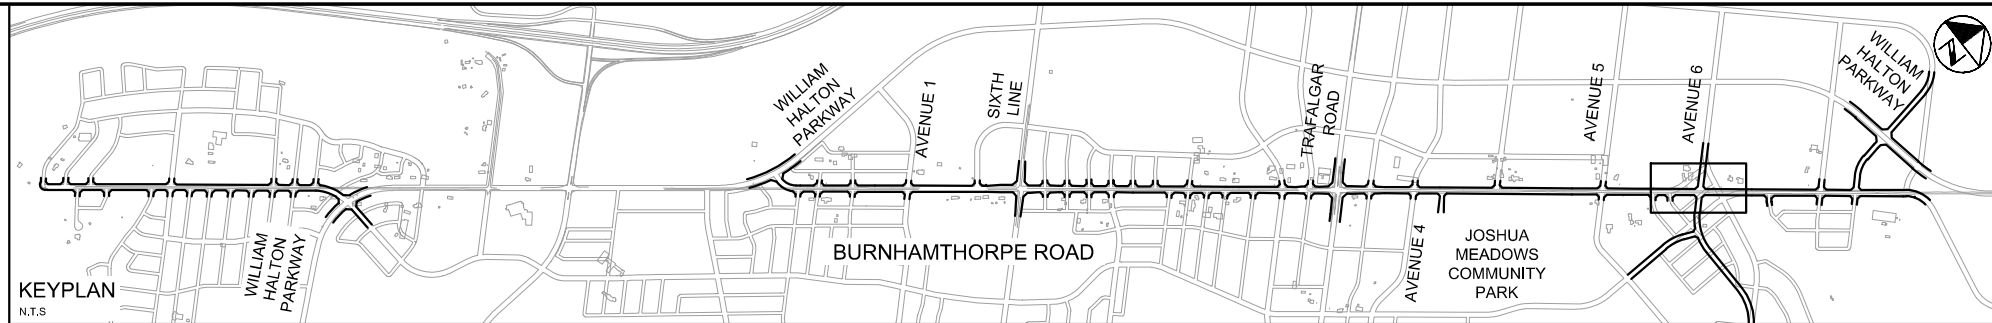 WILLIAM
HALTON
PARKWAY
AVENUE 1
SIXTH
LINE
TRAFALGAR
ROAD
AVENUE 5
AVENUE 6
WILLIAM
HALTON
PARKWAY
N
WILLIAM
HALTON
PARKWAY
BURNHAMTHORPE ROAD
AVENUE 4
JOSHUA
MEADOWS
COMMUNITY
PARK
KEYPLAN
N.T.S